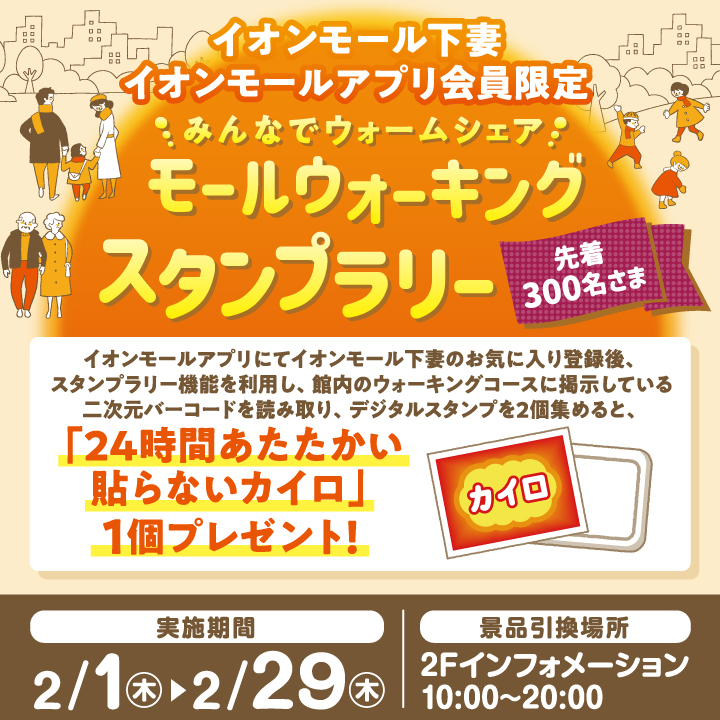 イオンモール下妻
イオンモールアプリ会員限定
みんなでウォームシェア
モールウォーキング
スタンプラリー
先着
300名さま
イオンモールアプリにてイオンモール下妻のお気に入り登録後、
スタンプラリー機能を利用し、館内のウォーキングコースに掲示している
二次元バーコードを読み取り、デジタルスタンプを2個集めると、
「24時間あたたかい
貼らないカイロ」
1個プレゼント!
カイロ
実施期間
2/1木▶2/29木
景品引換場所
2Fインフォメーション
10:00〜20:00